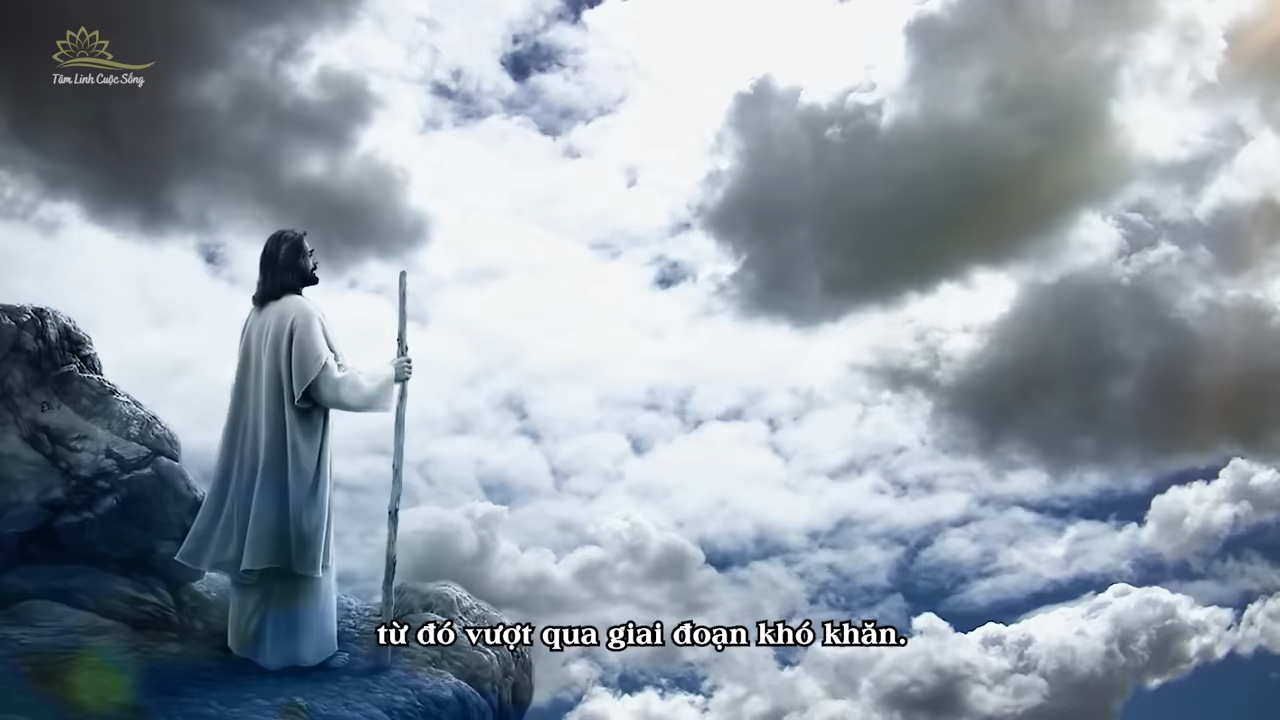 Tâm Linh Cuộc Sống
từ đó vượt qua giai đoạn khó khăn.